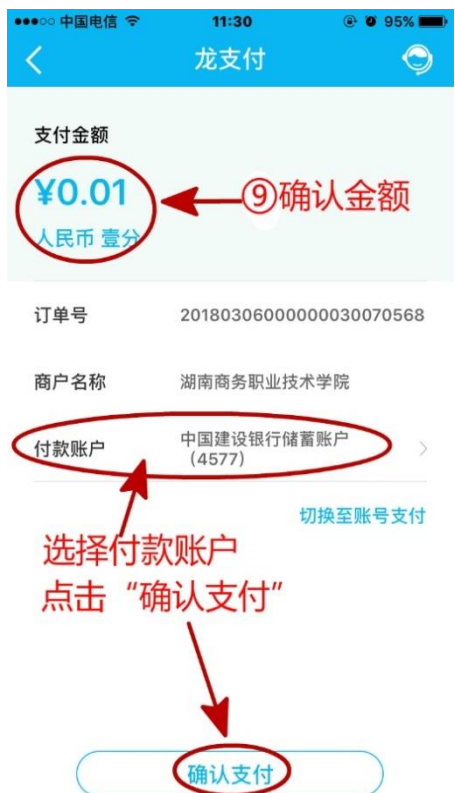 中国电信 11:30 95%
龙支付
支付金额
¥0.01
⑨确认金额
人民币 壹分
订单号 20180306000000030070568
商户名称 湖南商务职业技术学院
付款账户 中国建设银行储蓄账户
(4577)
切换至账号支付
选择付款账户
点击“确认支付”
确认支付